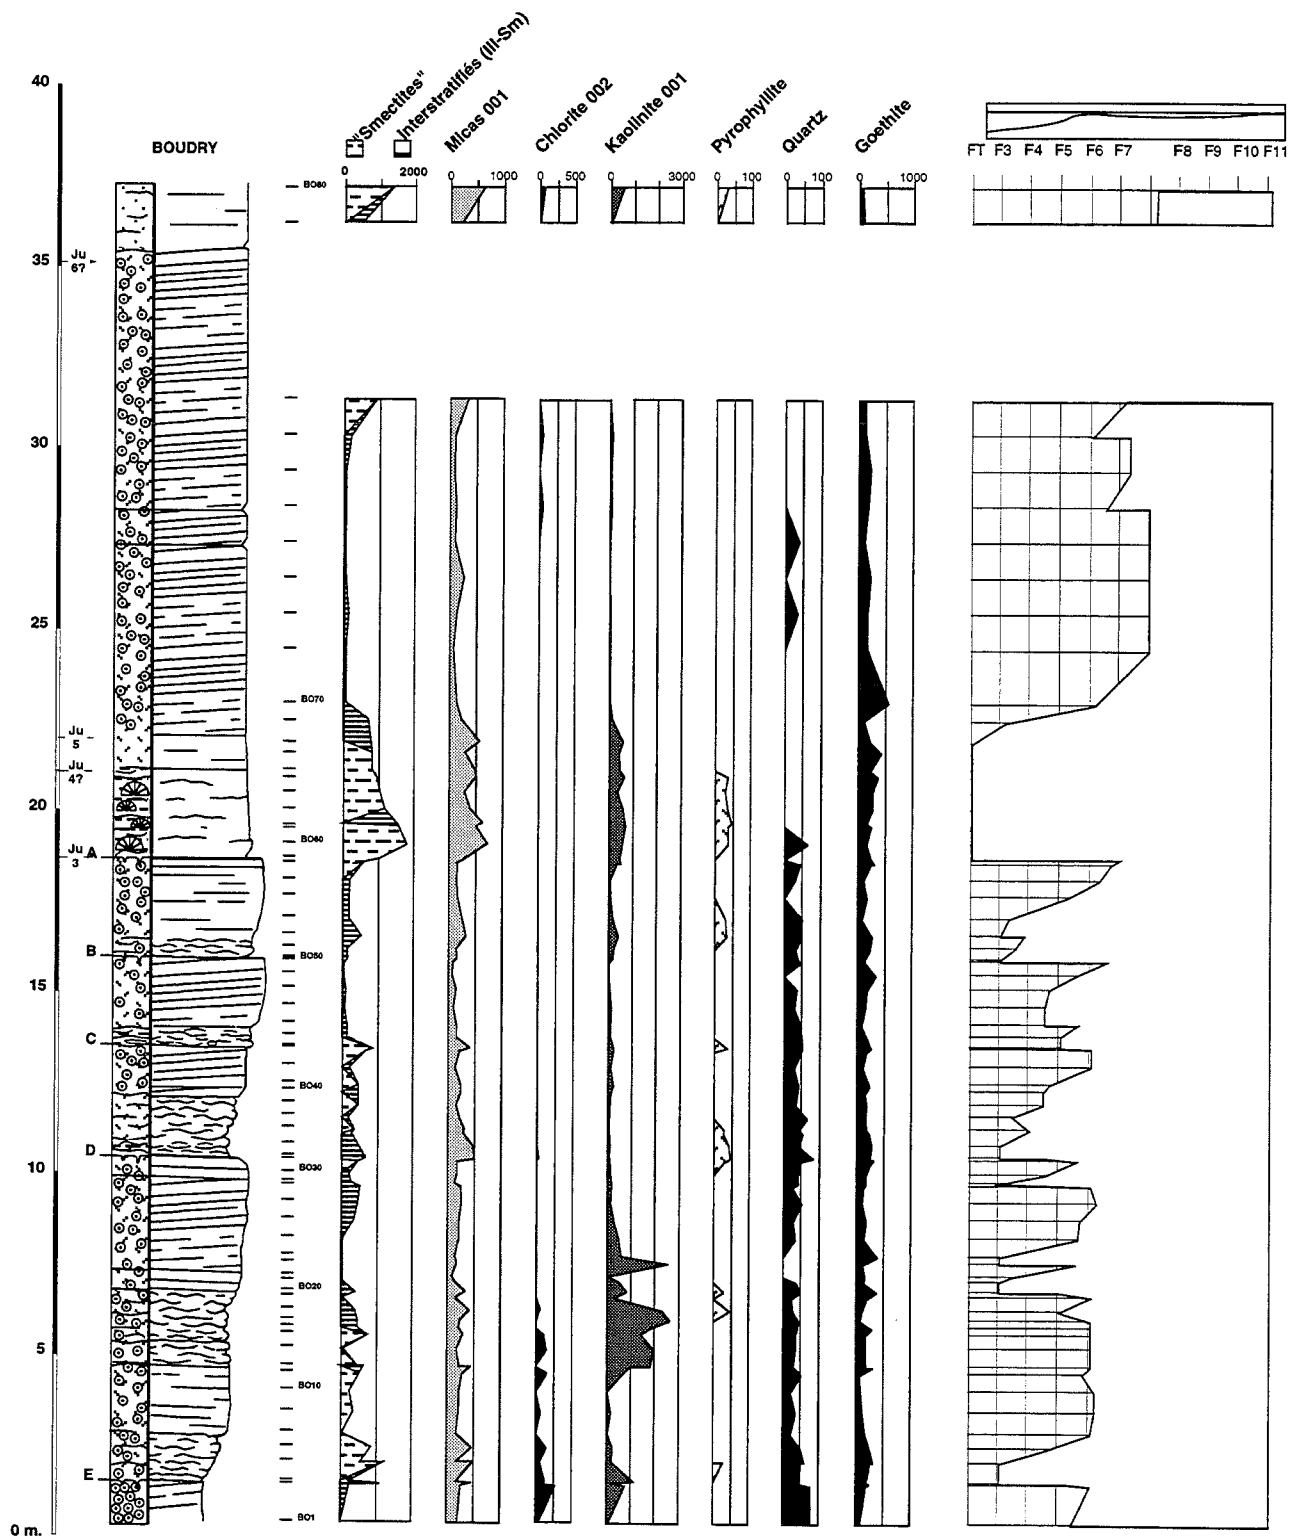 40
BOUDRY
"Smectites"
Interstratifiés (Ill-Sm)
Micas 001
Chlorite 002
Kaolinite 001
Pyrophyllite
Quartz
Goethite
0 2000
0 1000
0 500
0 3000
0 100
0 100
0 1000
FT F3 F4 F5 F6 F7 F8 F9 F10 F11
BO80
35
Ju
6?
30
25
BO70
Ju
5
Ju
4?
20
BO60
Ju
3
A
B
BO50
15
C
BO40
D
10
BO30
BO20
5
BO10
E
BO1
0 m.